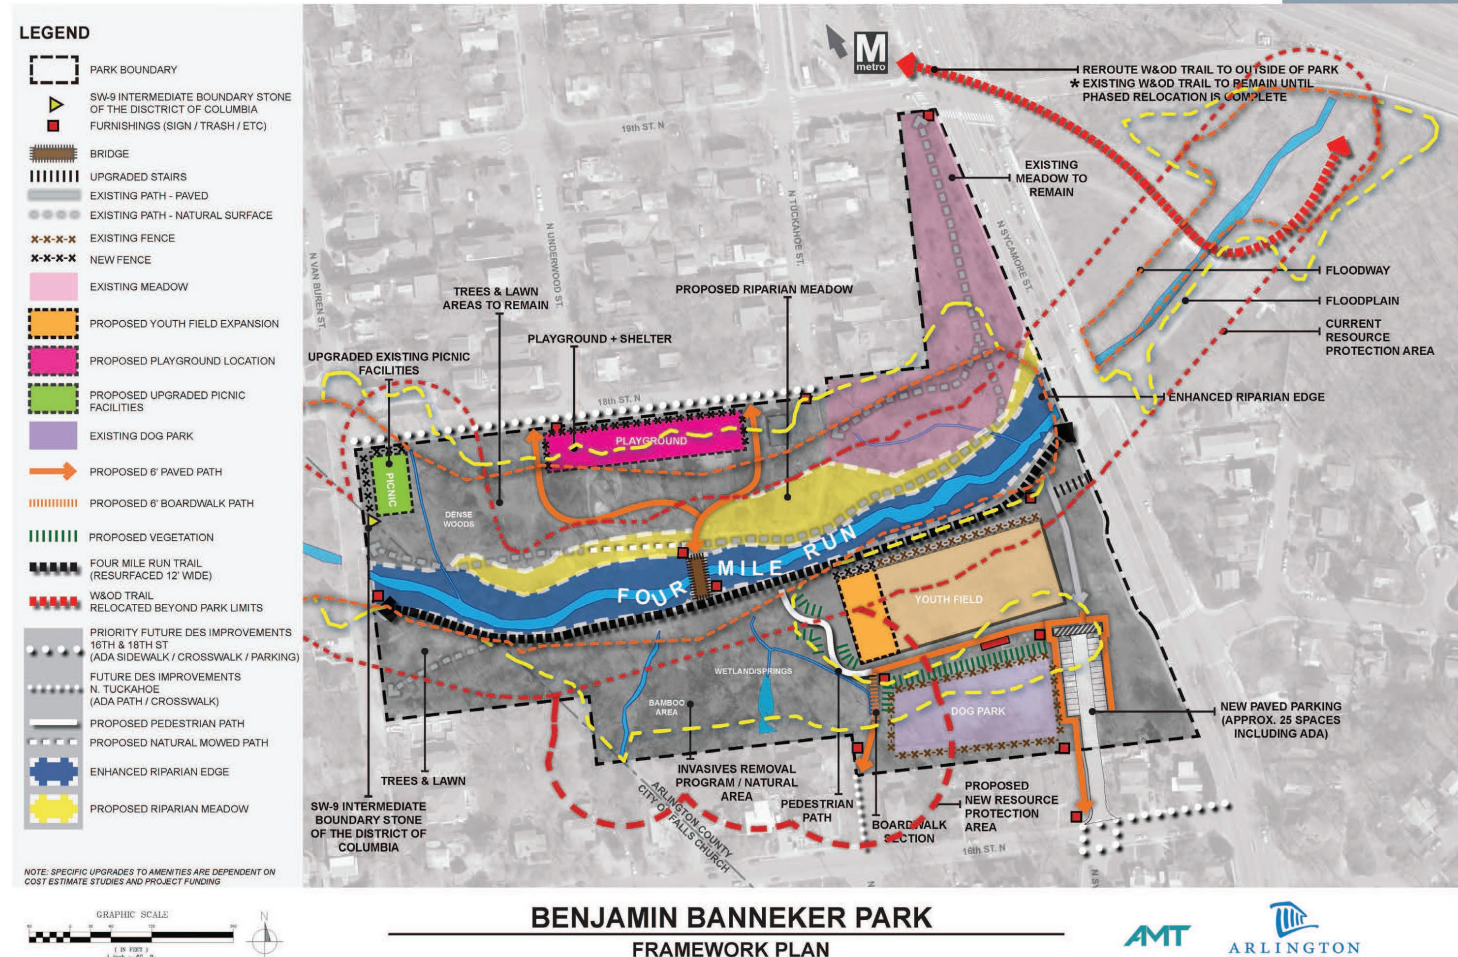 LEGEND
PARK BOUNDARY
SW-9 INTERMEDIATE BOUNDARY STONE
OF THE DISCTRICT OF COLUMBIA
FURNISHINGS (SIGN / TRASH / ETC)
BRIDGE
UPGRADED STAIRS
EXISTING PATH - PAVED
EXISTING PATH - NATURAL SURFACE
EXISTING FENCE
NEW FENCE
EXISTING MEADOW
PROPOSED YOUTH FIELD EXPANSION
PROPOSED PLAYGROUND LOCATION
PROPOSED UPGRADED PICNIC
FACILITIES
EXISTING DOG PARK
PROPOSED 6' PAVED PATH
PROPOSED 6' BOARDWALK PATH
PROPOSED VEGETATION
FOUR MILE RUN TRAIL
(RESURFACED 12' WIDE)
W&OD TRAIL
RELOCATED BEYOND PARK LIMITS
PRIORITY FUTURE DES IMPROVEMENTS
16TH & 18TH ST
(ADA SIDEWALK / CROSSWALK / PARKING)
FUTURE DES IMPROVEMENTS
N. TUCKAHOE
(ADA PATH / CROSSWALK)
PROPOSED PEDESTRIAN PATH
PROPOSED NATURAL MOWED PATH
ENHANCED RIPARIAN EDGE
PROPOSED RIPARIAN MEADOW
NOTE: SPECIFIC UPGRADES TO AMENITIES ARE DEPENDENT ON
COST ESTIMATE STUDIES AND PROJECT FUNDING
M
metro
REROUTE W&OD TRAIL TO OUTSIDE OF PARK
* EXISTING W&OD TRAIL TO REMAIN UNTIL
PHASED RELOCATION IS COMPLETE
19th ST. N
EXISTING
MEADOW TO
REMAIN
N VAN BUREN ST.
N UNDERWOOD ST.
N TUCKAHOE ST.
N SYCAMORE ST.
FLOODWAY
FLOODPLAIN
CURRENT
RESOURCE
PROTECTION AREA
TREES & LAWN
AREAS TO REMAIN
PROPOSED RIPARIAN MEADOW
PLAYGROUND + SHELTER
UPGRADED EXISTING PICNIC
FACILITIES
18th ST. N
ENHANCED RIPARIAN EDGE
PLAYGROUND
PICNIC
DENSE
WOODS
FOUR MILE RUN
YOUTH FIELD
WETLAND/SPRINGS
BAMBOO
AREA
DOG PARK
NEW PAVED PARKING
(APPROX. 25 SPACES
INCLUDING ADA)
TREES & LAWN
INVASIVES REMOVAL
PROGRAM / NATURAL
AREA
PEDESTRIAN
PATH
BOARDWALK
SECTION
PROPOSED
NEW RESOURCE
PROTECTION
AREA
SW-9 INTERMEDIATE
BOUNDARY STONE
OF THE DISTRICT OF
COLUMBIA
ARLINGTON COUNTY
CITY OF FALLS CHURCH
16th ST. N
N
GRAPHIC SCALE
( IN FEET )
N
BENJAMIN BANNEKER PARK
FRAMEWORK PLAN
AMT
ARLINGTON